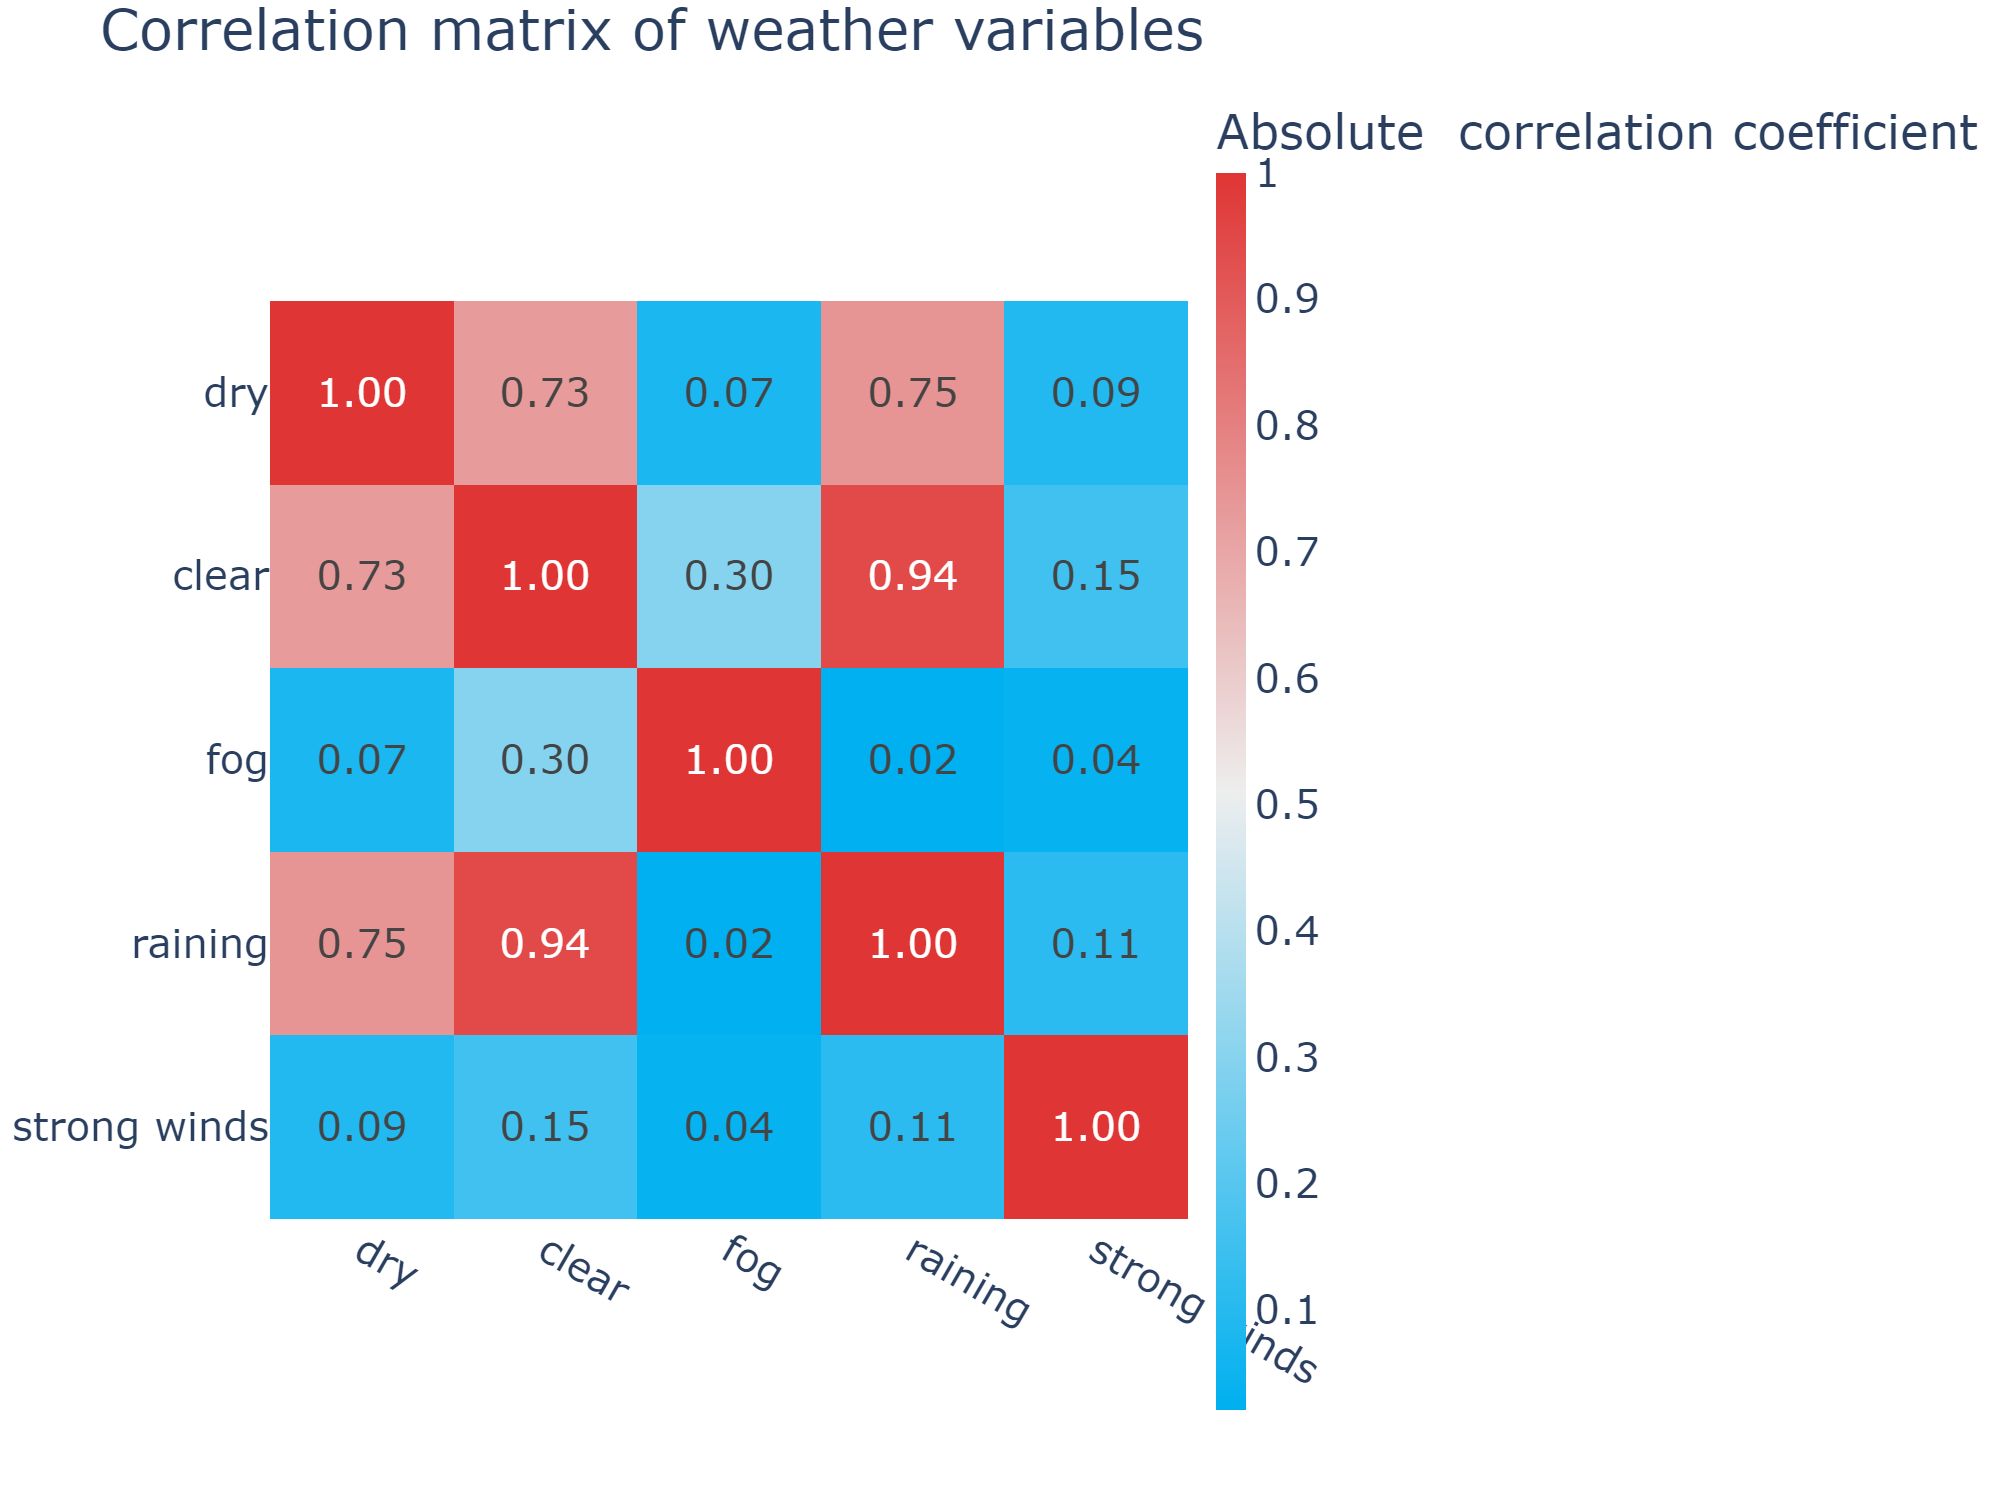 Correlation matrix of weather variables
Absolute  correlation coefficient
1
0.9
0.8
0.7
0.6
0.5
0.4
0.3
0.2
0.1
dry 1.00 0.73 0.07 0.75 0.09
clear 0.73 1.00 0.30 0.94 0.15
fog 0.07 0.30 1.00 0.02 0.04
raining 0.75 0.94 0.02 1.00 0.11
strong winds 0.09 0.15 0.04 0.11 1.00
dry
clear
fog
raining
strong inds